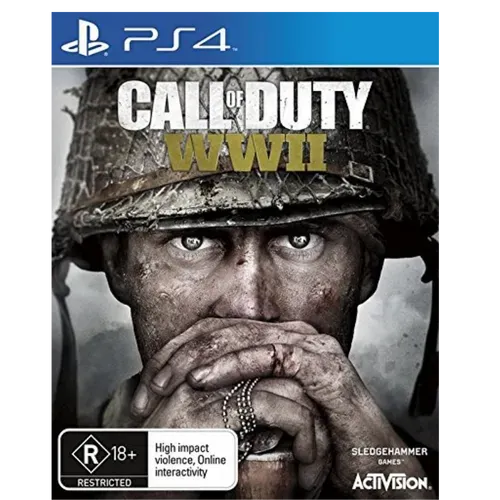 PS4
CALL OF DUTY
WWII
R 18+
RESTRICTED
High impact
violence, Online
interactivity
SLEDGEHAMMER
GAMES
ACTIVISION